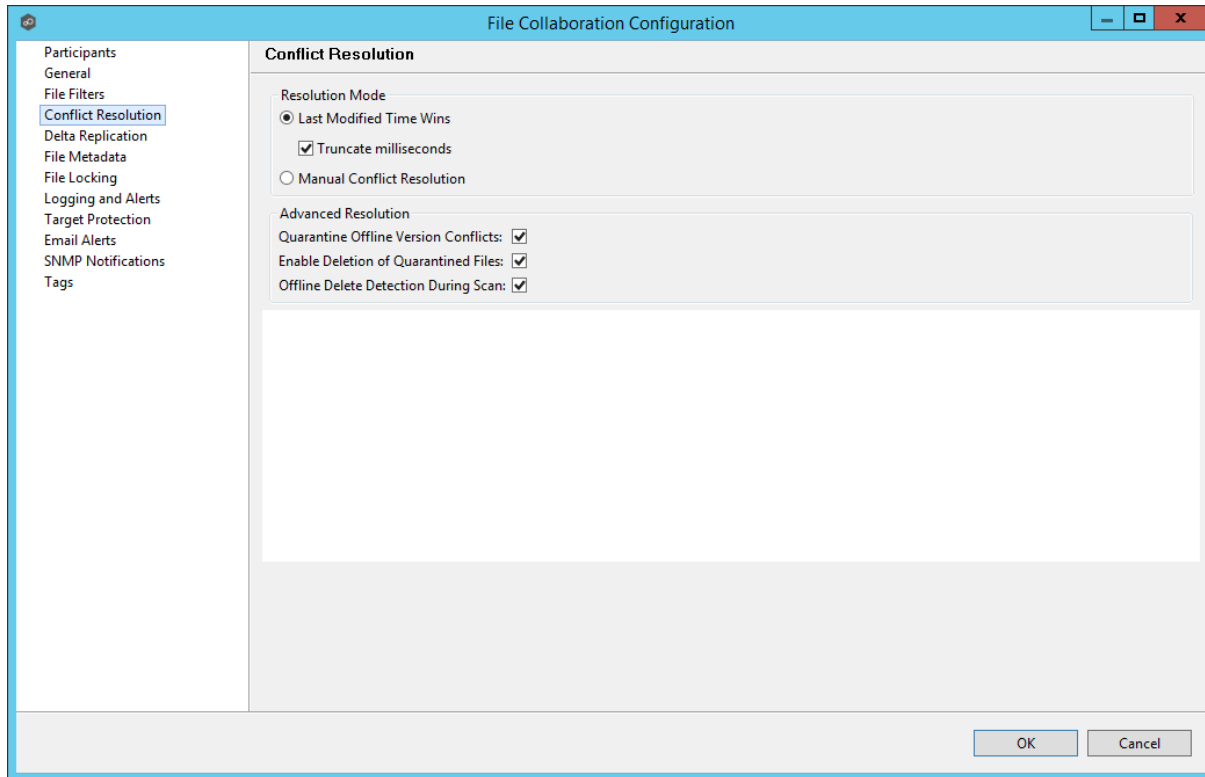 File Collaboration Configuration
Participants
General
File Filters
Conflict Resolution
Delta Replication
File Metadata
File Locking
Logging and Alerts
Target Protection
Email Alerts
SNMP Notifications
Tags
Conflict Resolution
Resolution Mode
Last Modified Time Wins
Truncate milliseconds
Manual Conflict Resolution
Advanced Resolution
Quarantine Offline Version Conflicts:
Enable Deletion of Quarantined Files:
Offline Delete Detection During Scan:
OK Cancel